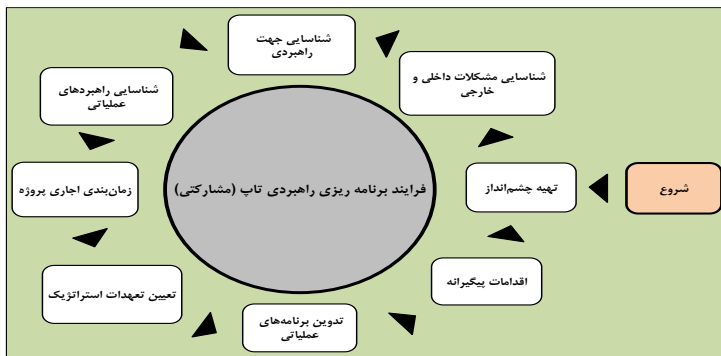 شناسایی جهت
راهبردی
شناسایی مشکلات داخلی و
خارجی
شناسایی راهبردهای
عملیاتی
فرایند برنامه ریزی راهبردی تاپ (مشارکتی)
شروع
تهیه چشم‌انداز
زمان‌بندی اجاری پروژه
اقدامات پیگیرانه
تعیین تعهدات استراتژیک
تدوین برنامه‌های
عملیاتی